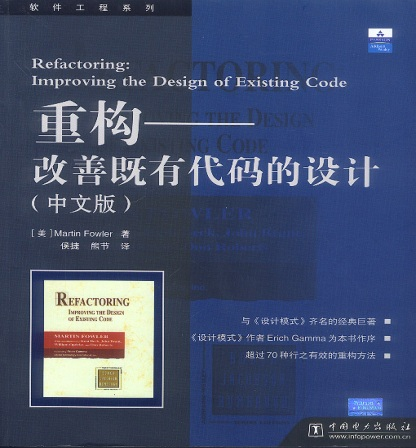 软件工程系列
Refactoring:
Improving the Design of Existing Code
重构——
改善既有代码的设计
（中文版）
[美] Martin Fowler 著
侯捷 熊节 译
REFACTORING
IMPROVING THE DESIGN
OF EXISTING CODE
MARTIN FOWLER
与《设计模式》齐名的经典巨著
《设计模式》作者 Erich Gamma 为本书作序
超过70种行之有效的重构方法
中国电力出版社
www.infopower.com.cn